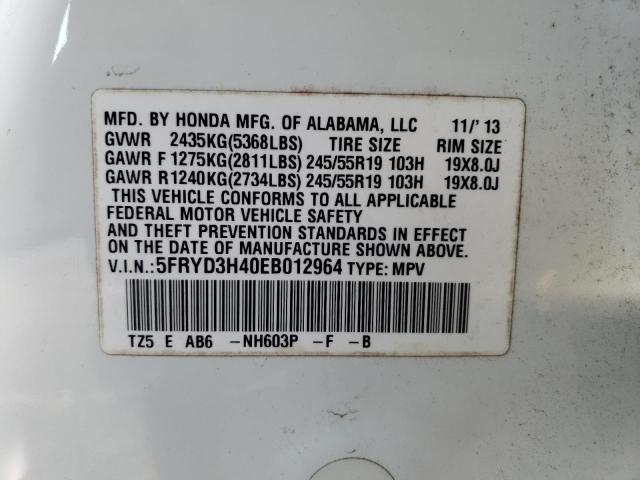 MFD. BY HONDA MFG. OF ALABAMA, LLC 11/' 13
GVWR 2435KG(5368LBS) TIRE SIZE RIM SIZE
GAWR F 1275KG(2811LBS) 245/55R19 103H 19X8.0J
GAWR R1240KG(2734LBS) 245/55R19 103H 19X8.0J
THIS VEHICLE CONFORMS TO ALL APPLICABLE
FEDERAL MOTOR VEHICLE SAFETY
AND THEFT PREVENTION STANDARDS IN EFFECT
ON THE DATE OF MANUFACTURE SHOWN ABOVE.
V.I.N.:5FRYD3H40EB012964 TYPE: MPV
TZ5 E AB6 -NH603P -F -B